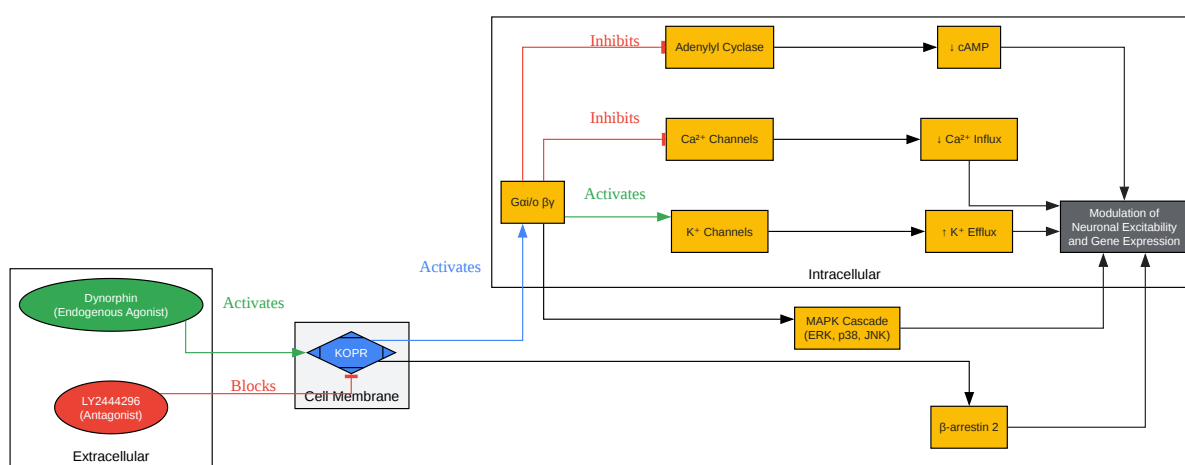 Inhibits
Adenylyl Cyclase
↓ cAMP
Inhibits
Ca²⁺ Channels
↓ Ca²⁺ Influx
Gαi/o βγ
Activates
K⁺ Channels
↑ K⁺ Efflux
Modulation of
Neuronal Excitability
and Gene Expression
Intracellular
Activates
Dynorphin
(Endogenous Agonist)
Activates
MAPK Cascade
(ERK, p38, JNK)
KOPR
Cell Membrane
Blocks
LY2444296
(Antagonist)
β-arrestin 2
Extracellular